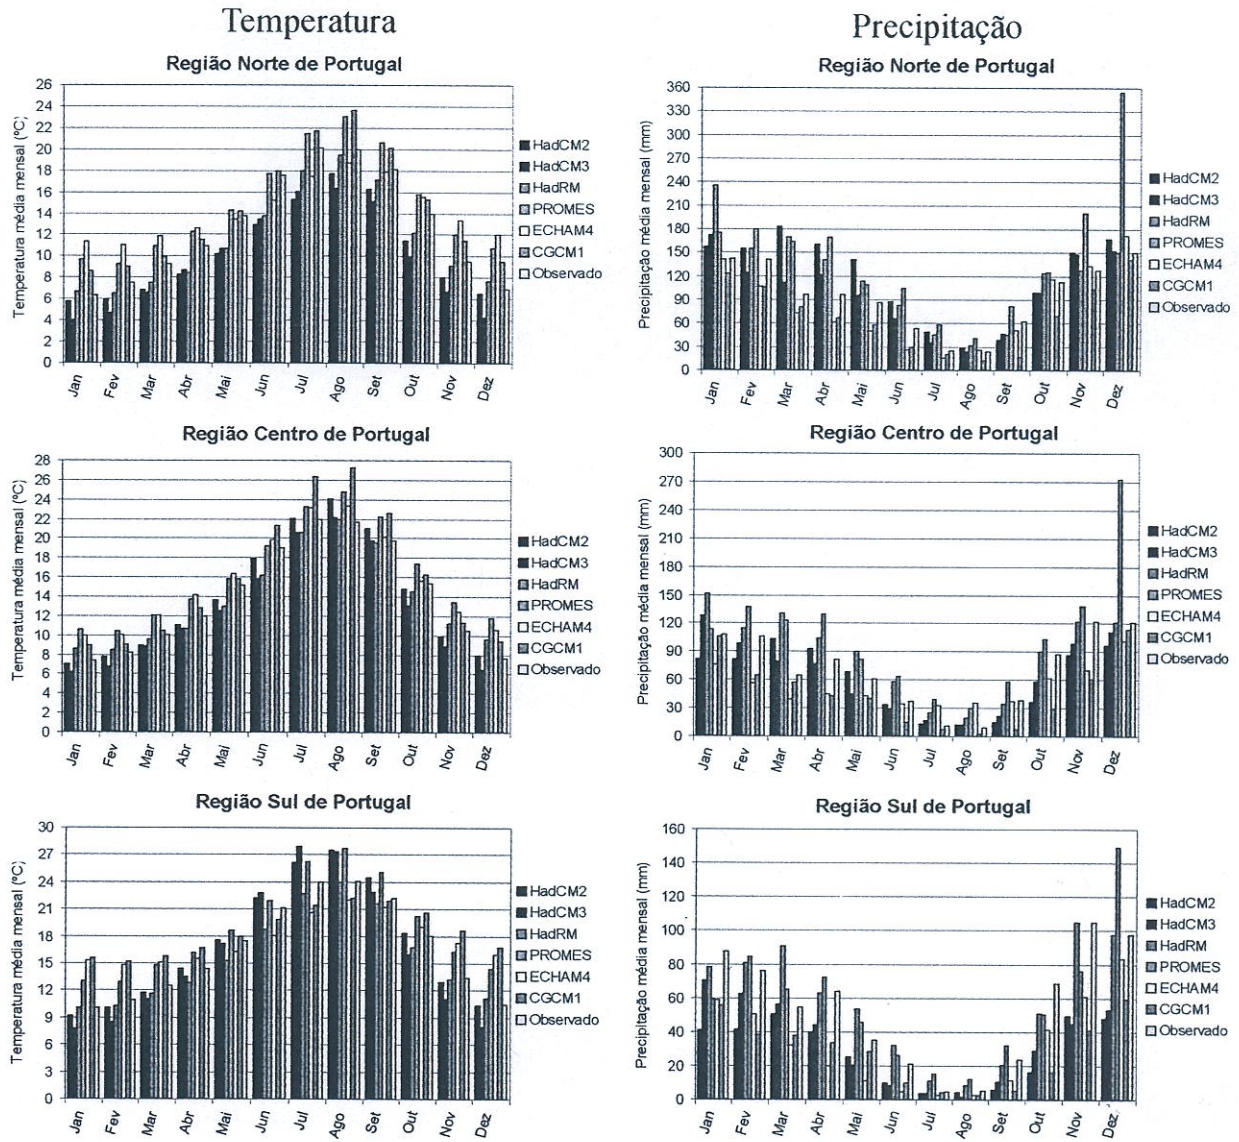 Temperatura
Precipitação
Região Norte de Portugal
Temperatura média mensal (ºC)
26
24
22
20
18
16
14
12
10
8
6
4
2
0
Jan
Fev
Mar
Abr
Mai
Jun
Jul
Ago
Set
Out
Nov
Dez
HadCM2
HadCM3
HadRM
PROMES
ECHAM4
CGCM1
Observado
Região Norte de Portugal
Precipitação média mensal (mm)
360
330
300
270
240
210
180
150
120
90
60
30
0
Jan
Fev
Mar
Abr
Mai
Jun
Jul
Ago
Set
Out
Nov
Dez
HadCM2
HadCM3
HadRM
PROMES
ECHAM4
CGCM1
Observado
Região Centro de Portugal
Temperatura média mensal (ºC)
28
26
24
22
20
18
16
14
12
10
8
6
4
2
0
Jan
Fev
Mar
Abr
Mai
Jun
Jul
Ago
Set
Out
Nov
Dez
HadCM2
HadCM3
HadRM
PROMES
ECHAM4
CGCM1
Observado
Região Centro de Portugal
Precipitação média mensal (mm)
300
270
240
210
180
150
120
90
60
30
0
Jan
Fev
Mar
Abr
Mai
Jun
Jul
Ago
Set
Out
Nov
Dez
HadCM2
HadCM3
HadRM
PROMES
ECHAM4
CGCM1
Observado
Região Sul de Portugal
Temperatura média mensal (ºC)
30
27
24
21
18
15
12
9
6
3
0
Jan
Fev
Mar
Abr
Mai
Jun
Jul
Ago
Set
Out
Nov
Dez
HadCM2
HadCM3
HadRM
PROMES
ECHAM4
CGCM1
Observado
Região Sul de Portugal
Precipitação média mensal (mm)
160
140
120
100
80
60
40
20
0
Jan
Fev
Mar
Abr
Mai
Jun
Jul
Ago
Set
Out
Nov
Dez
HadCM2
HadCM3
HadRM
PROMES
ECHAM4
CGCM1
Observado